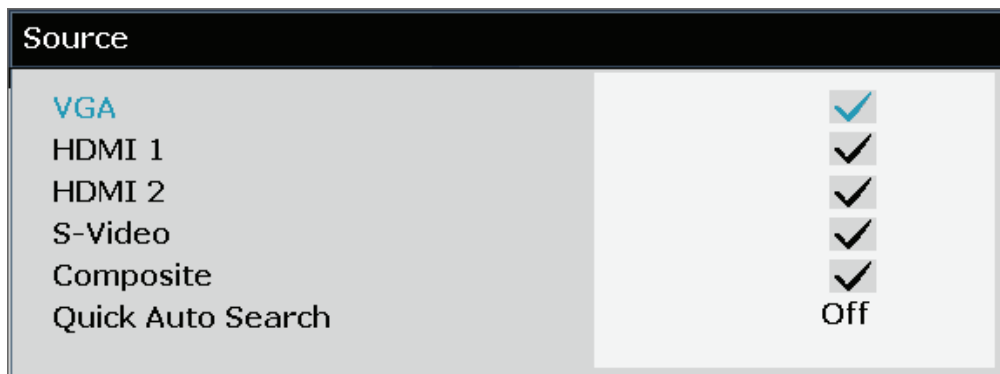 Source
VGA
HDMI 1
HDMI 2
S-Video
Composite
Quick Auto Search Off